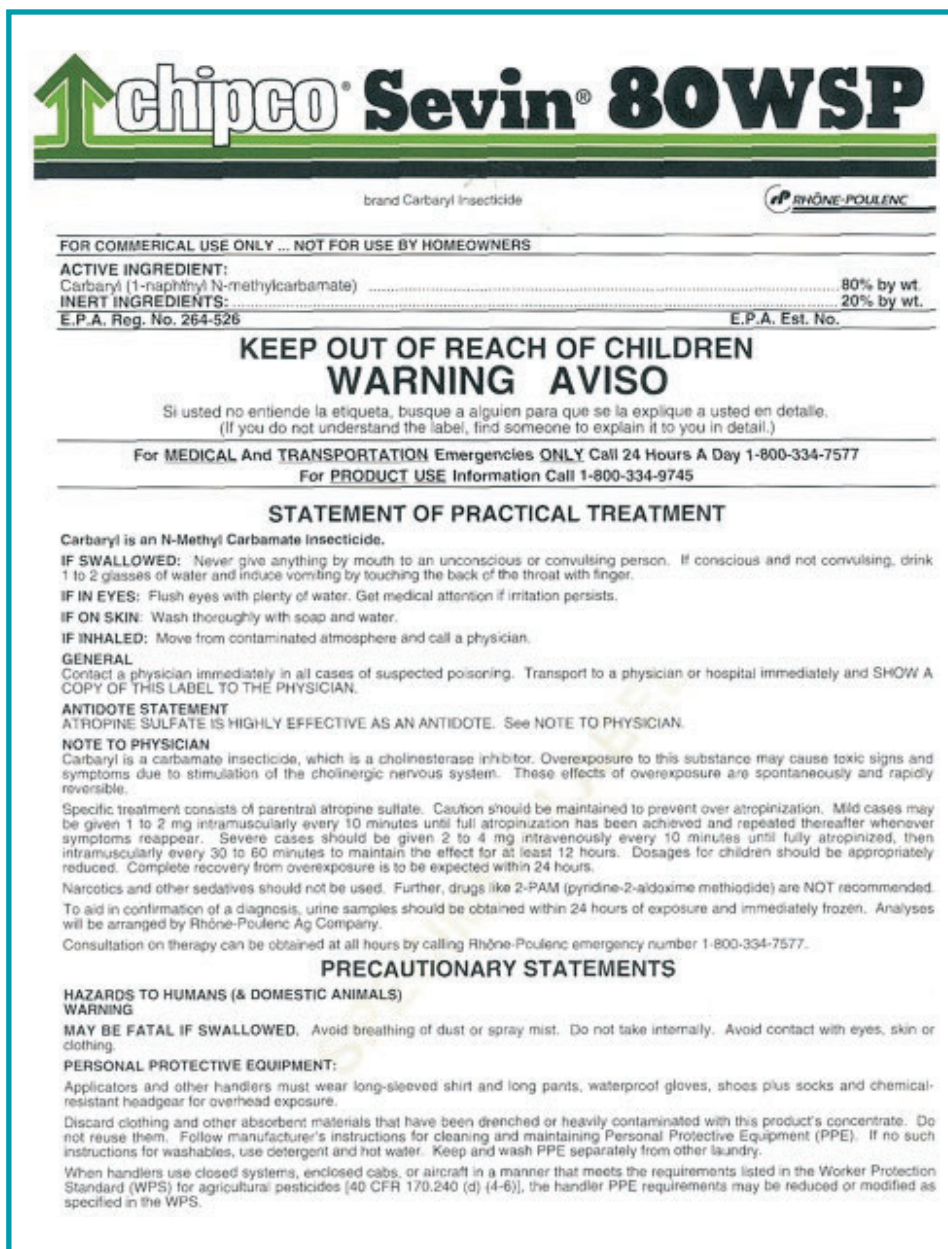 chipco® Sevin® 80WSP
brand Carbaryl Insecticide
rp RHÔNE-POULENC
FOR COMMERICAL USE ONLY ... NOT FOR USE BY HOMEOWNERS
ACTIVE INGREDIENT:
Carbaryl (1-naphthyl N-methylcarbamate) ........ 80% by wt.
INERT INGREDIENTS: ........ 20% by wt.
E.P.A. Reg. No. 264-526 E.P.A. Est. No.
KEEP OUT OF REACH OF CHILDREN
WARNING AVISO
Si usted no entiende la etiqueta, busque a alguien para que se la explique a usted en detalle.
(If you do not understand the label, find someone to explain it to you in detail.)
For MEDICAL And TRANSPORTATION Emergencies ONLY Call 24 Hours A Day 1-800-334-7577
For PRODUCT USE Information Call 1-800-334-9745
STATEMENT OF PRACTICAL TREATMENT
Carbaryl is an N-Methyl Carbamate Insecticide.
IF SWALLOWED: Never give anything by mouth to an unconscious or convulsing person. If conscious and not convulsing, drink
1 to 2 glasses of water and induce vomiting by touching the back of the throat with finger.
IF IN EYES: Flush eyes with plenty of water. Get medical attention if irritation persists.
IF ON SKIN: Wash thoroughly with soap and water.
IF INHALED: Move from contaminated atmosphere and call a physician.
GENERAL
Contact a physician immediately in all cases of suspected poisoning. Transport to a physician or hospital immediately and SHOW A
COPY OF THIS LABEL TO THE PHYSICIAN.
ANTIDOTE STATEMENT
ATROPINE SULFATE IS HIGHLY EFFECTIVE AS AN ANTIDOTE. See NOTE TO PHYSICIAN.
NOTE TO PHYSICIAN
Carbaryl is a carbamate insecticide, which is a cholinesterase inhibitor. Overexposure to this substance may cause toxic signs and
symptoms due to stimulation of the cholinergic nervous system. These effects of overexposure are spontaneously and rapidly
reversible.
Specific treatment consists of parentral atropine sulfate. Caution should be maintained to prevent over atropinization. Mild cases may
be given 1 to 2 mg intramuscularly every 10 minutes until full atropinization has been achieved and repeated thereafter whenever
symptoms reappear. Severe cases should be given 2 to 4 mg intravenously every 10 minutes until fully atropinized, then
intramuscularly every 30 to 60 minutes to maintain the effect for at least 12 hours. Dosages for children should be appropriately
reduced. Complete recovery from overexposure is to be expected within 24 hours.
Narcotics and other sedatives should not be used. Further, drugs like 2-PAM (pyridine-2-aldoxime methiodide) are NOT recommended.
To aid in confirmation of a diagnosis, urine samples should be obtained within 24 hours of exposure and immediately frozen. Analyses
will be arranged by Rhône-Poulenc Ag Company.
Consultation on therapy can be obtained at all hours by calling Rhône-Poulenc emergency number 1-800-334-7577.
PRECAUTIONARY STATEMENTS
HAZARDS TO HUMANS (& DOMESTIC ANIMALS)
WARNING
MAY BE FATAL IF SWALLOWED. Avoid breathing of dust or spray mist. Do not take internally. Avoid contact with eyes, skin or
clothing.
PERSONAL PROTECTIVE EQUIPMENT:
Applicators and other handlers must wear long-sleeved shirt and long pants, waterproof gloves, shoes plus socks and chemical-
resistant headgear for overhead exposure.
Discard clothing and other absorbent materials that have been drenched or heavily contaminated with this product's concentrate. Do
not reuse them. Follow manufacturer's instructions for cleaning and maintaining Personal Protective Equipment (PPE). If no such
instructions for washables, use detergent and hot water. Keep and wash PPE separately from other laundry.
When handlers use closed systems, enclosed cabs, or aircraft in a manner that meets the requirements listed in the Worker Protection
Standard (WPS) for agricultural pesticides [40 CFR 170.240 (d) (4-6)], the handler PPE requirements may be reduced or modified as
specified in the WPS.